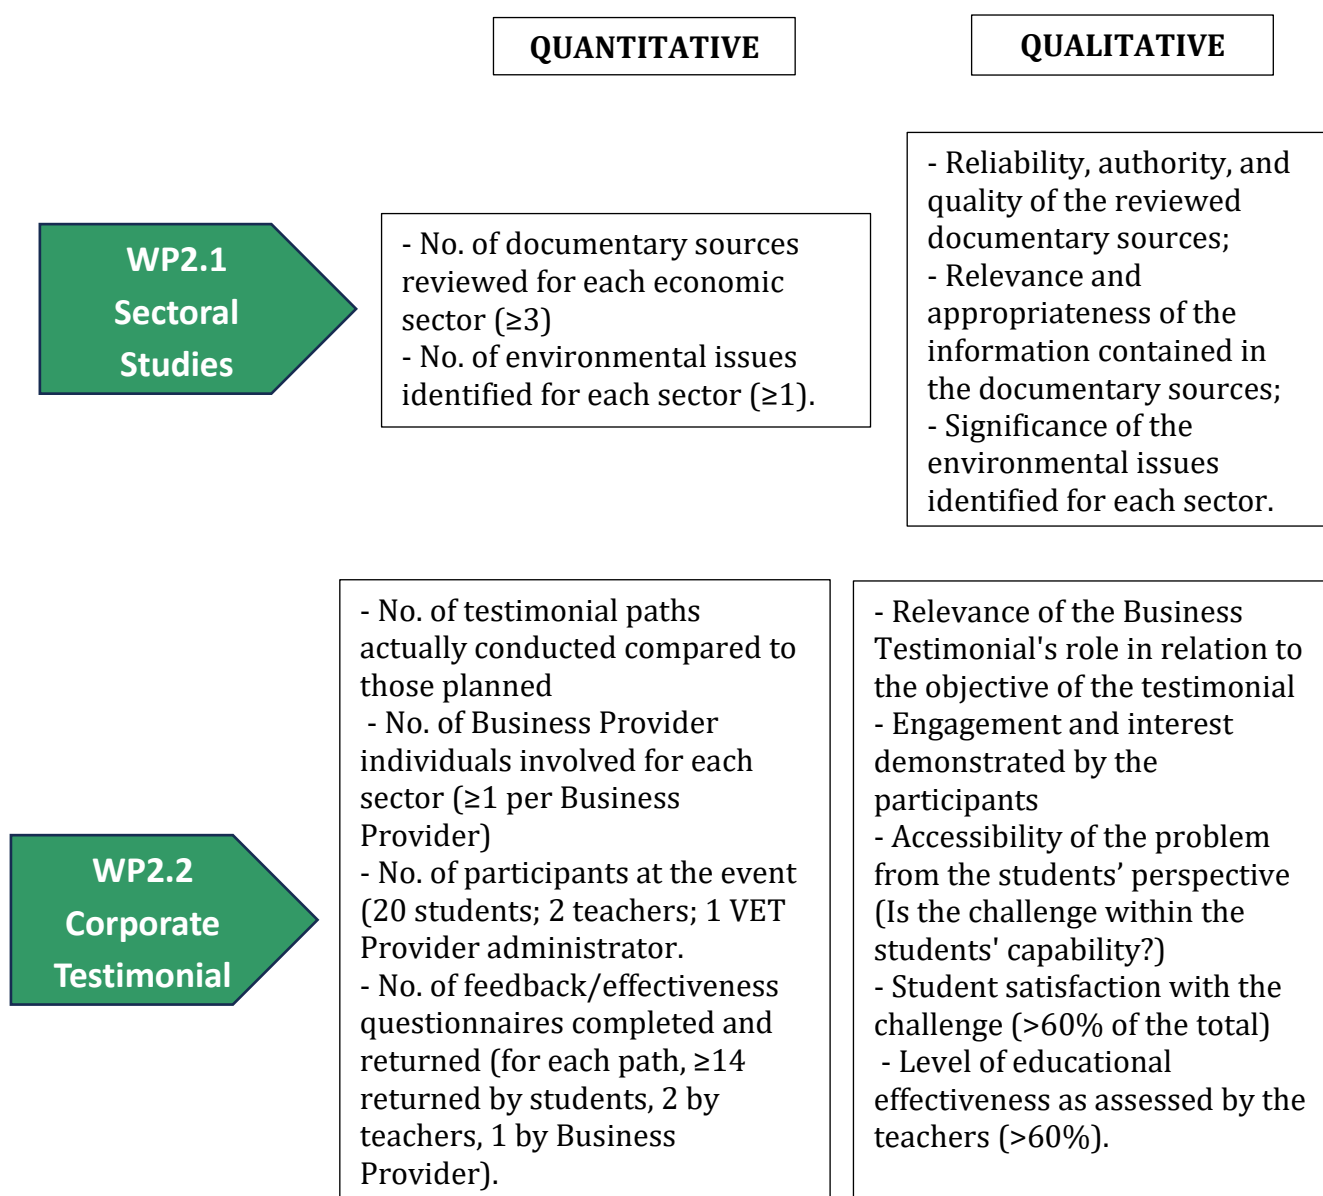 QUANTITATIVE
QUALITATIVE
WP2.1
Sectoral
Studies
- No. of documentary sources
reviewed for each economic
sector (≥3)
- No. of environmental issues
identified for each sector (≥1).
- Reliability, authority, and
quality of the reviewed
documentary sources;
- Relevance and
appropriateness of the
information contained in
the documentary sources;
- Significance of the
environmental issues
identified for each sector.
WP2.2
Corporate
Testimonial
- No. of testimonial paths
actually conducted compared to
those planned
- No. of Business Provider
individuals involved for each
sector (≥1 per Business
Provider)
- No. of participants at the event
(20 students; 2 teachers; 1 VET
Provider administrator.
- No. of feedback/effectiveness
questionnaires completed and
returned (for each path, ≥14
returned by students, 2 by
teachers, 1 by Business
Provider).
- Relevance of the Business
Testimonial's role in relation to
the objective of the testimonial
- Engagement and interest
demonstrated by the
participants
- Accessibility of the problem
from the students’ perspective
(Is the challenge within the
students' capability?)
- Student satisfaction with the
challenge (>60% of the total)
- Level of educational
effectiveness as assessed by the
teachers (>60%).